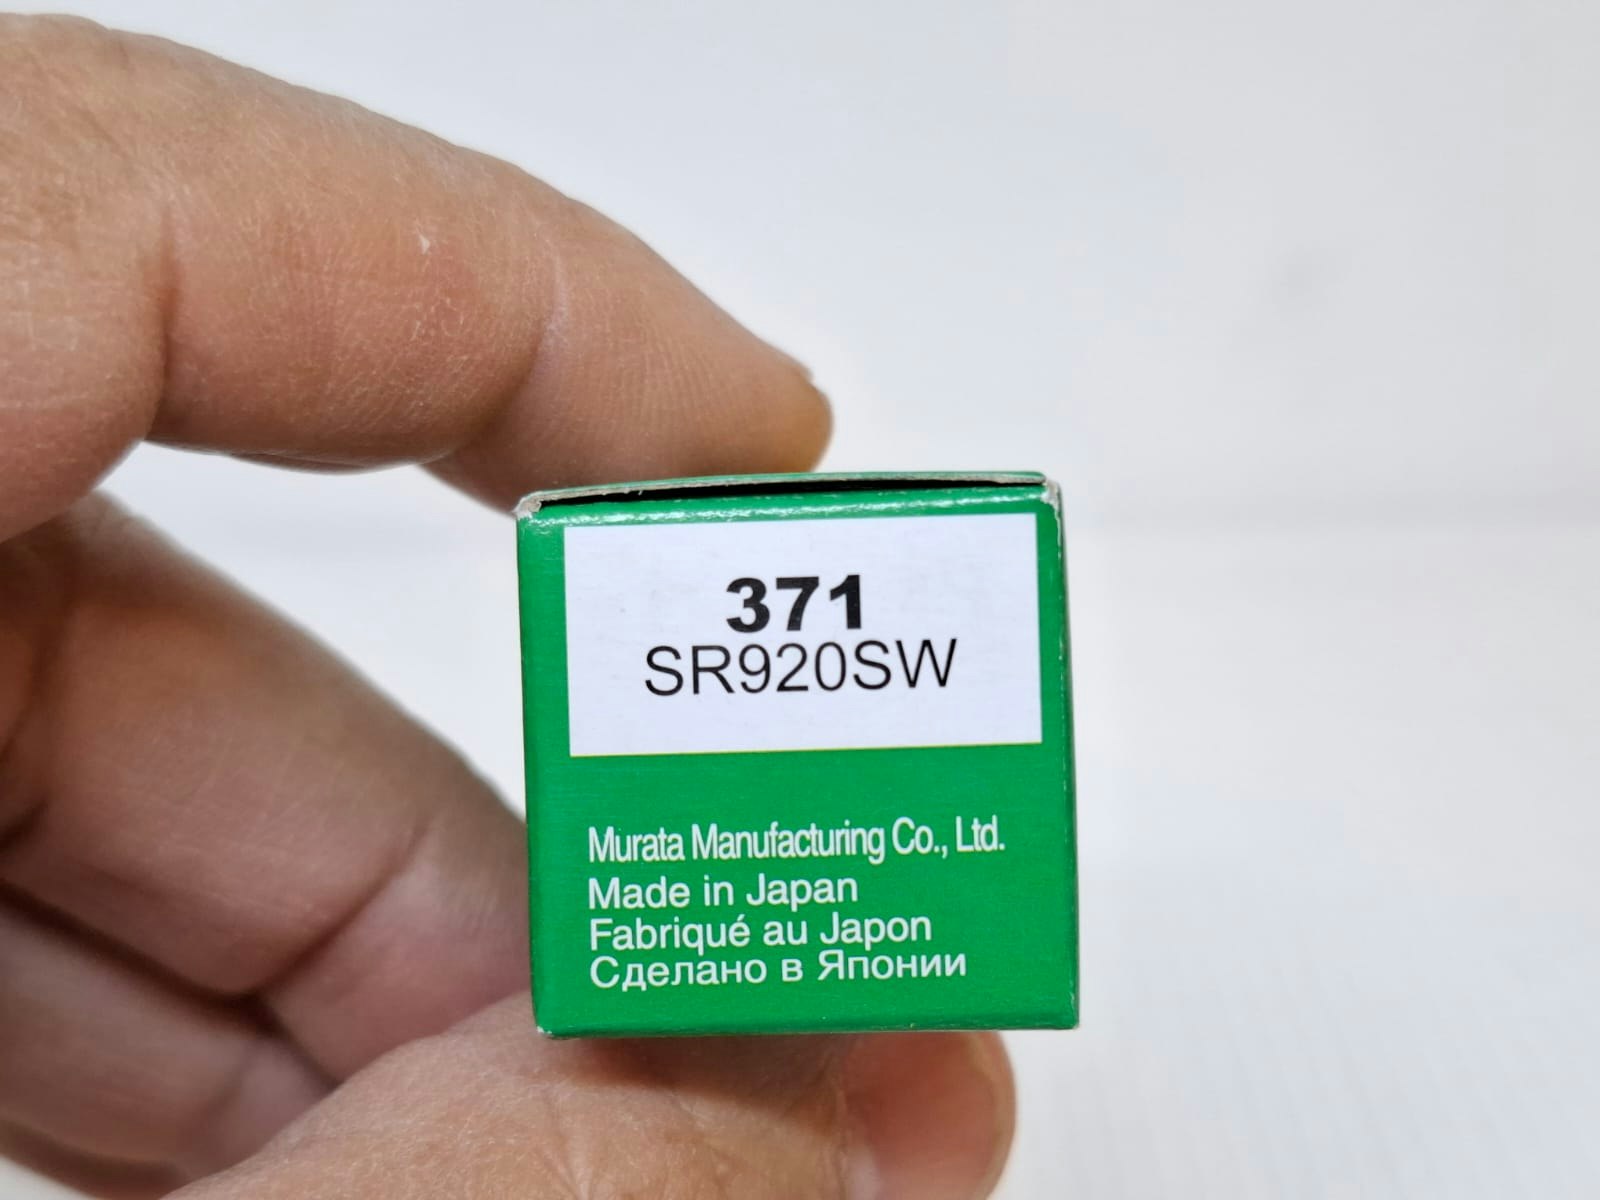 371
SR920SW
Murata Manufacturing Co., Ltd.
Made in Japan
Fabriqué au Japon
Сделано в Японии